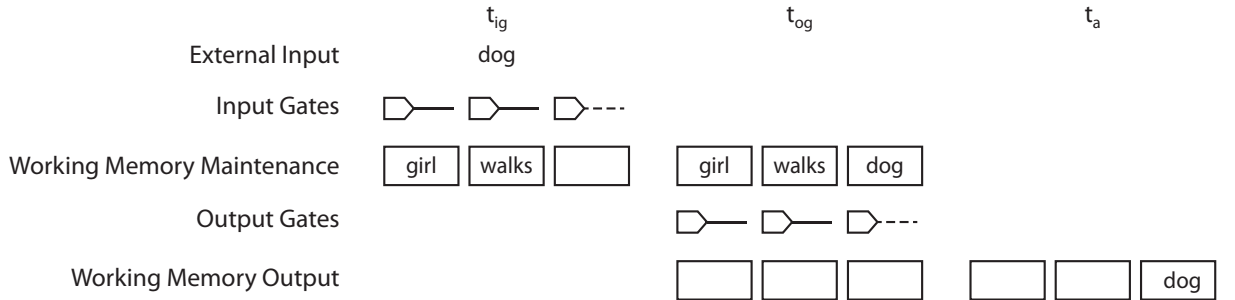 t_ig t_og t_a
External Input dog
Input Gates
Working Memory Maintenance girl walks girl walks dog
Output Gates
Working Memory Output dog